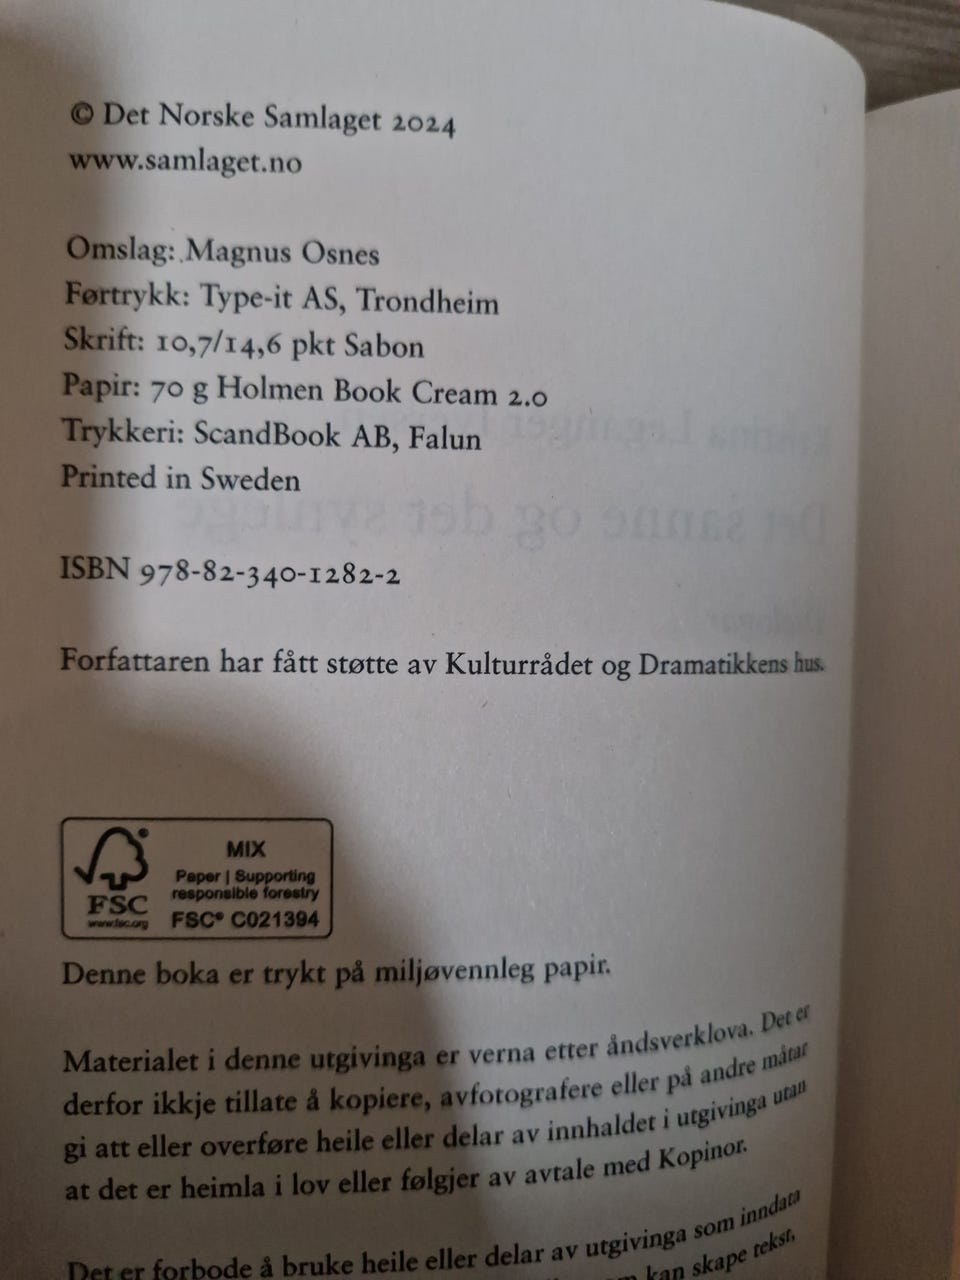 © Det Norske Samlaget 2024
www.samlaget.no
Omslag: Magnus Osnes
Førtrykk: Type-it AS, Trondheim
Skrift: 10,7/14,6 pkt Sabon
Papir: 70 g Holmen Book Cream 2.0
Trykkeri: ScandBook AB, Falun
Printed in Sweden
ISBN 978-82-340-1282-2
Forfattaren har fått støtte av Kulturrådet og Dramatikkens hus.
MIX
Paper | Supporting
responsible forestry
FSC
www.fsc.org
FSC® C021394
Denne boka er trykt på miljøvennleg papir.
Materialet i denne utgivinga er verna etter åndsverklova. Det er
derfor ikkje tillate å kopiere, avfotografere eller på andre måtar
gi att eller overføre heile eller delar av innhaldet i utgivinga utan
at det er heimla i lov eller følgjer av avtale med Kopinor.
Det er forbode å bruke heile eller delar av utgivinga som inndata
kan skape tekst,